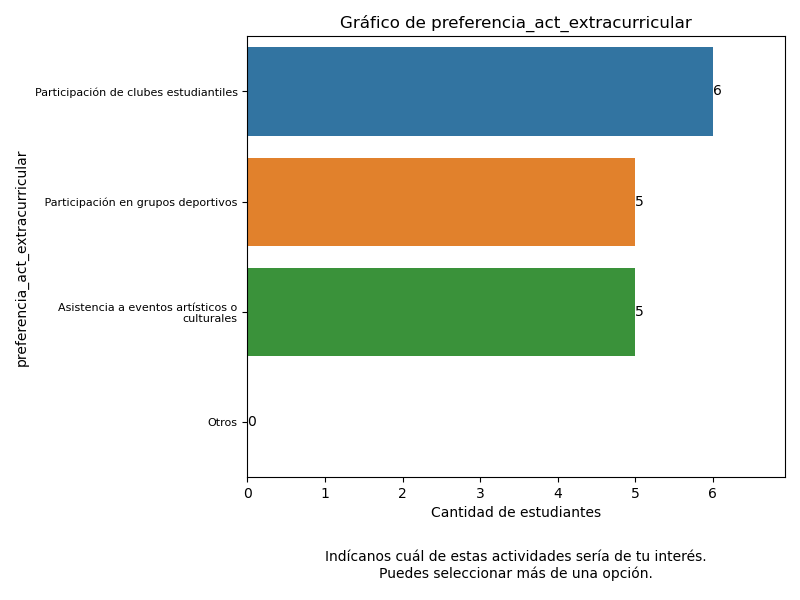 Gráfico de preferencia_act_extracurricular
preferencia_act_extracurricular
Participación de clubes estudiantiles
6
Participación en grupos deportivos
5
Asistencia a eventos artísticos o
culturales
5
Otros
0
0 1 2 3 4 5 6
Cantidad de estudiantes
Indícanos cuál de estas actividades sería de tu interés.
Puedes seleccionar más de una opción.